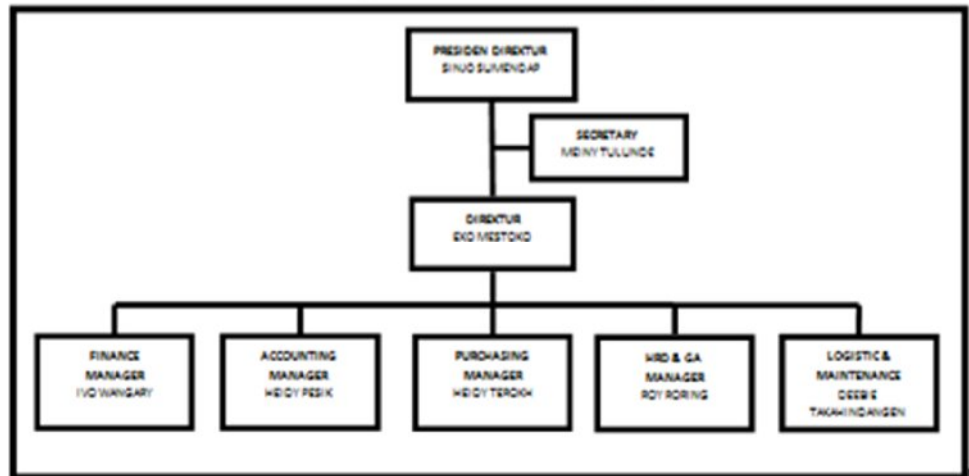 PRESIDEN DIREKTUR
SINJO SUMENDAP
SECRETARY
MEINY TULUNDE
DIREKTUR
EKO MESTOKO
FINANCE
MANAGER
IVO WANGARY
ACCOUNTING
MANAGER
HEIDY PESIK
PURCHASING
MANAGER
HEIDY TEROKH
HRD & GA
MANAGER
ROY RORING
LOGISTIC &
MAINTENANCE
DEEBIE
TAKAHINDANGEN